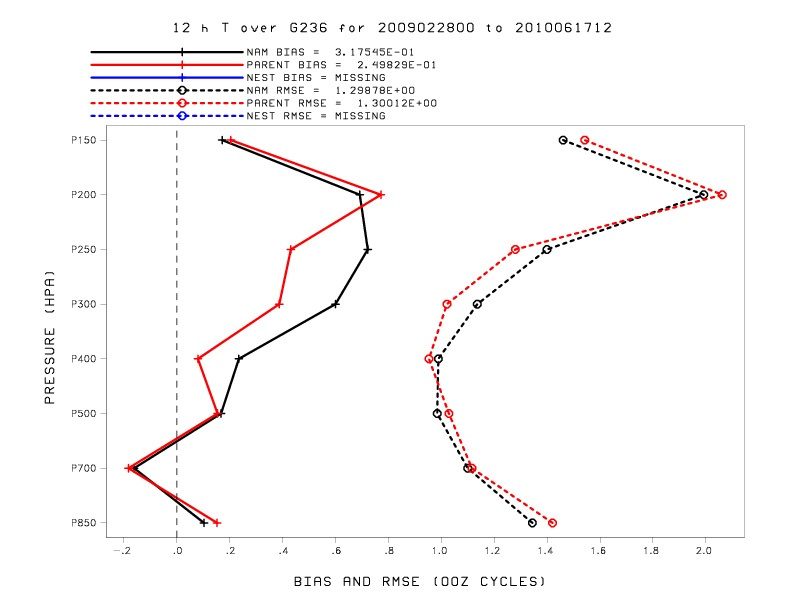 12 h T over G236 for 2009022800 to 2010061712
NAM BIAS = 3.17545E-01
PARENT BIAS = 2.49829E-01
NEST BIAS = MISSING
NAM RMSE = 1.29878E+00
PARENT RMSE = 1.30012E+00
NEST RMSE = MISSING
P150
P200
P250
P300
P400
P500
P700
P850
PRESSURE (HPA)
-.2 .0 .2 .4 .6 .8 1.0 1.2 1.4 1.6 1.8 2.0
BIAS AND RMSE (00Z CYCLES)